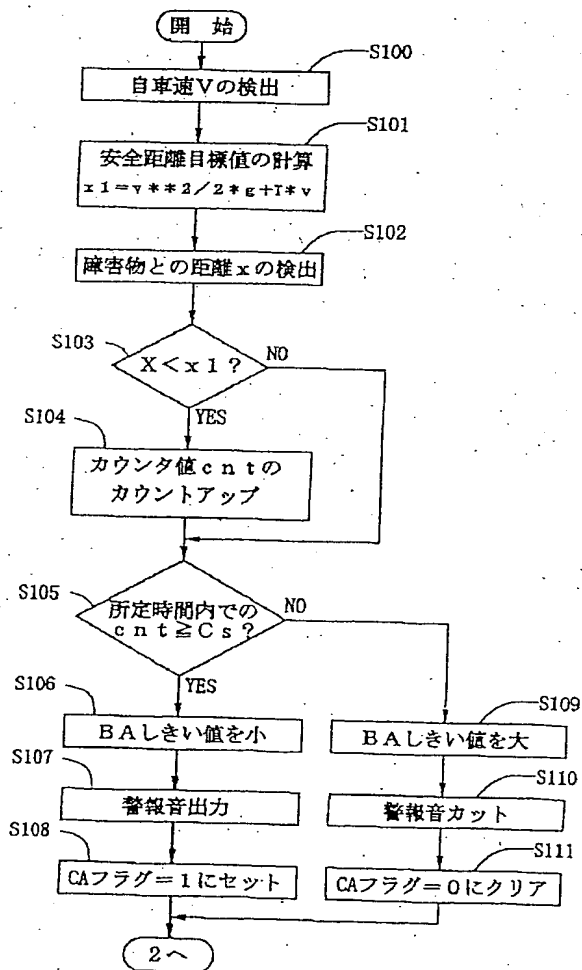 開 始
S100
自車速Vの検出
S101
安全距離目標値の計算
x1=v**2/2*g+T*v
S102
障害物との距離xの検出
S103
X<x1?
NO
YES
S104
カウンタ値cntの
カウントアップ
S105
所定時間内での
cnt≧Cs?
NO
YES
S106
BAしきい値を小
S109
BAしきい値を大
S107
警報音出力
S110
警報音カット
S108
CAフラグ=1にセット
S111
CAフラグ=0にクリア
2へ